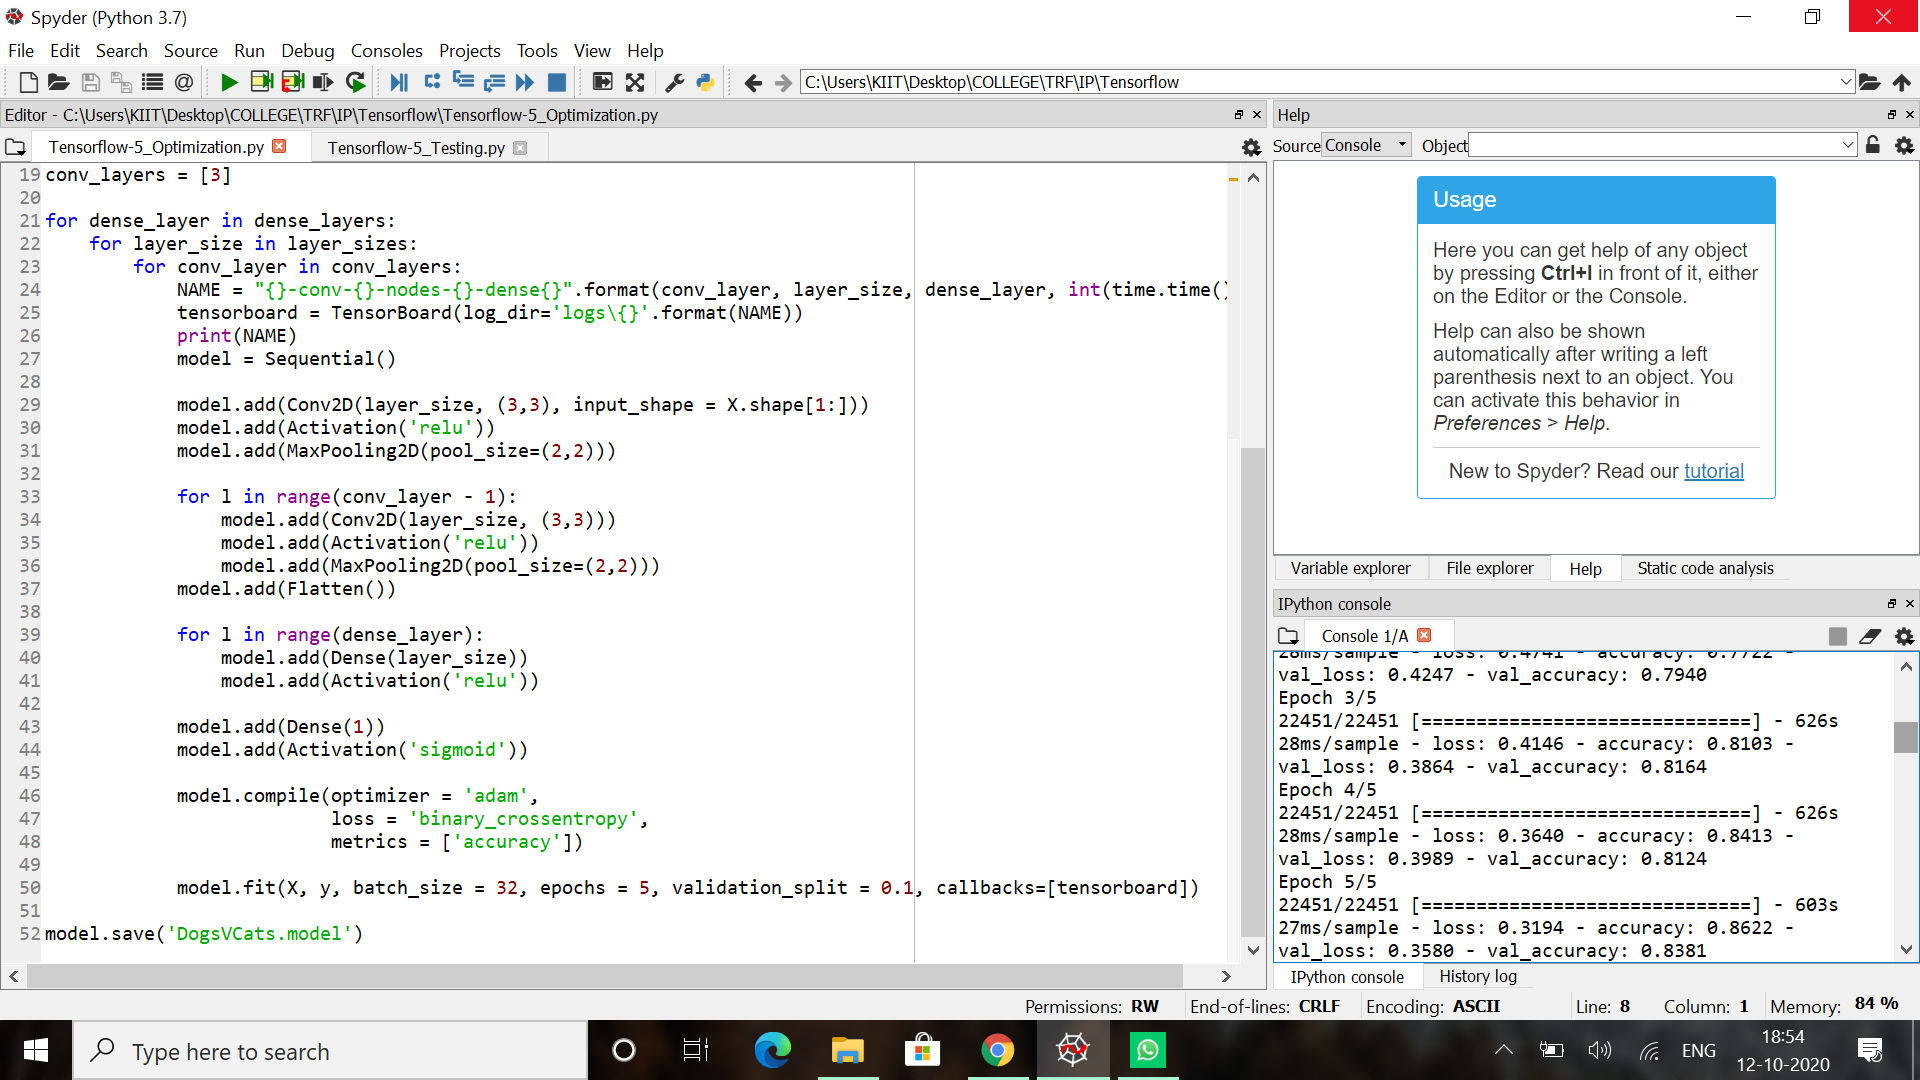 Spyder (Python 3.7)
File Edit Search Source Run Debug Consoles Projects Tools View Help
C:\Users\KIIT\Desktop\COLLEGE\TRF\IP\Tensorflow
Editor - C:\Users\KIIT\Desktop\COLLEGE\TRF\IP\Tensorflow\Tensorflow-5_Optimization.py
Tensorflow-5_Optimization.py Tensorflow-5_Testing.py
19 conv_layers = [3]
20
21 for dense_layer in dense_layers:
22     for layer_size in layer_sizes:
23         for conv_layer in conv_layers:
24             NAME = "{}-conv-{}-nodes-{}-dense{}".format(conv_layer, layer_size, dense_layer, int(time.time()
25             tensorboard = TensorBoard(log_dir='logs\{}'.format(NAME))
26             print(NAME)
27             model = Sequential()
28
29             model.add(Conv2D(layer_size, (3,3), input_shape = X.shape[1:]))
30             model.add(Activation('relu'))
31             model.add(MaxPooling2D(pool_size=(2,2)))
32
33             for l in range(conv_layer - 1):
34                 model.add(Conv2D(layer_size, (3,3)))
35                 model.add(Activation('relu'))
36                 model.add(MaxPooling2D(pool_size=(2,2)))
37             model.add(Flatten())
38
39             for l in range(dense_layer):
40                 model.add(Dense(layer_size))
41                 model.add(Activation('relu'))
42
43             model.add(Dense(1))
44             model.add(Activation('sigmoid'))
45
46             model.compile(optimizer = 'adam',
47                           loss = 'binary_crossentropy',
48                           metrics = ['accuracy'])
49
50             model.fit(X, y, batch_size = 32, epochs = 5, validation_split = 0.1, callbacks=[tensorboard])
51
52 model.save('DogsVCats.model')
Help
Source Console Object
Usage
Here you can get help of any object
by pressing Ctrl+I in front of it, either
on the Editor or the Console.
Help can also be shown
automatically after writing a left
parenthesis next to an object. You
can activate this behavior in
Preferences > Help.
New to Spyder? Read our tutorial
Variable explorer File explorer Help Static code analysis
IPython console
Console 1/A
28ms/sample - loss: 0.4741 - accuracy: 0.7722 -
val_loss: 0.4247 - val_accuracy: 0.7940
Epoch 3/5
22451/22451 [==============================] - 626s
28ms/sample - loss: 0.4146 - accuracy: 0.8103 -
val_loss: 0.3864 - val_accuracy: 0.8164
Epoch 4/5
22451/22451 [==============================] - 626s
28ms/sample - loss: 0.3640 - accuracy: 0.8413 -
val_loss: 0.3989 - val_accuracy: 0.8124
Epoch 5/5
22451/22451 [==============================] - 603s
27ms/sample - loss: 0.3194 - accuracy: 0.8622 -
val_loss: 0.3580 - val_accuracy: 0.8381
IPython console History log
Permissions: RW End-of-lines: CRLF Encoding: ASCII Line: 8 Column: 1 Memory: 84 %
Type here to search
ENG
18:54
12-10-2020